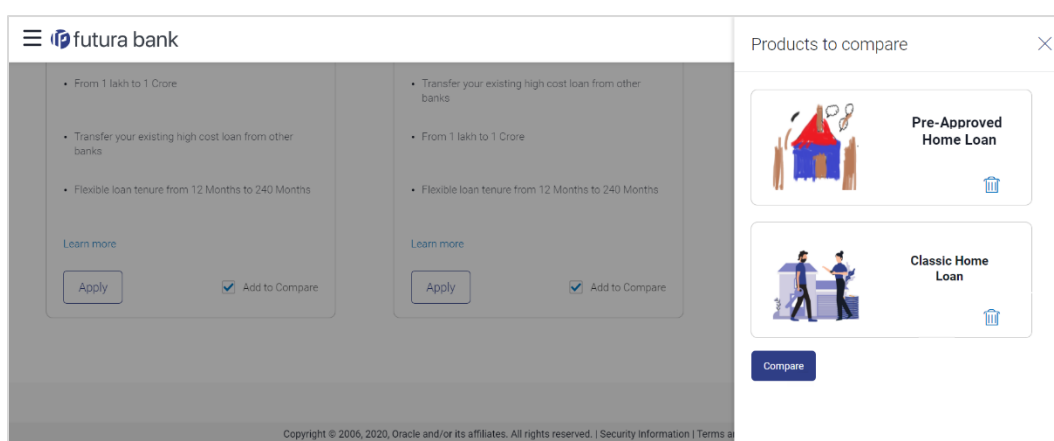 futura bank
• From 1 lakh to 1 Crore
• Transfer your existing high cost loan from other
banks
• Flexible loan tenure from 12 Months to 240 Months
Learn more
Apply
Add to Compare
• Transfer your existing high cost loan from other
banks
• From 1 lakh to 1 Crore
• Flexible loan tenure from 12 Months to 240 Months
Learn more
Apply
Add to Compare
Copyright © 2006, 2020, Oracle and/or its affiliates. All rights reserved. | Security Information | Terms
Products to compare
Pre-Approved
Home Loan
Classic Home
Loan
Compare